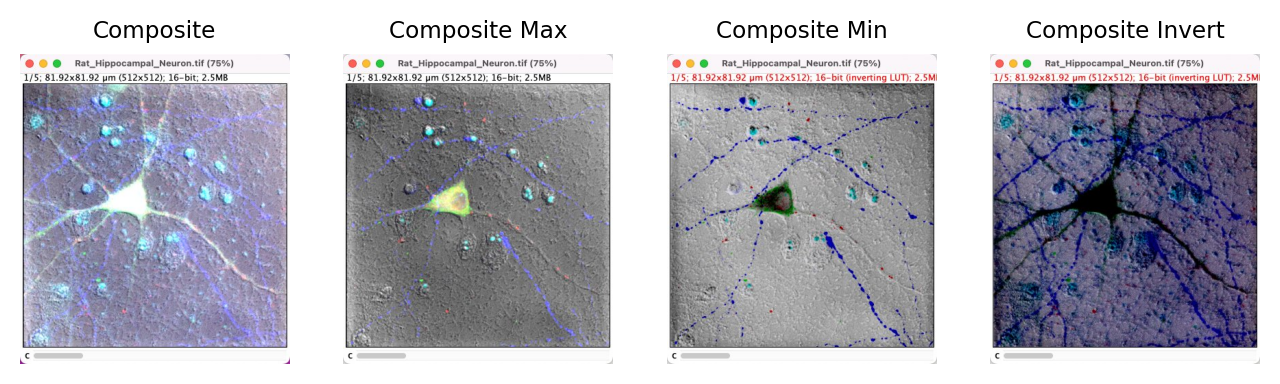 Composite
Composite Max
Composite Min
Composite Invert
Rat_Hippocampal_Neuron.tif (75%)
Rat_Hippocampal_Neuron.tif (75%)
Rat_Hippocampal_Neuron.tif (75%)
Rat_Hippocampal_Neuron.tif (75%)
1/5; 81.92x81.92 µm (512x512); 16-bit; 2.5MB
1/5; 81.92x81.92 µm (512x512); 16-bit; 2.5MB
1/5; 81.92x81.92 µm (512x512); 16-bit (inverting LUT); 2.5M
1/5; 81.92x81.92 µm (512x512); 16-bit (inverting LUT); 2.5M
c
c
c
c